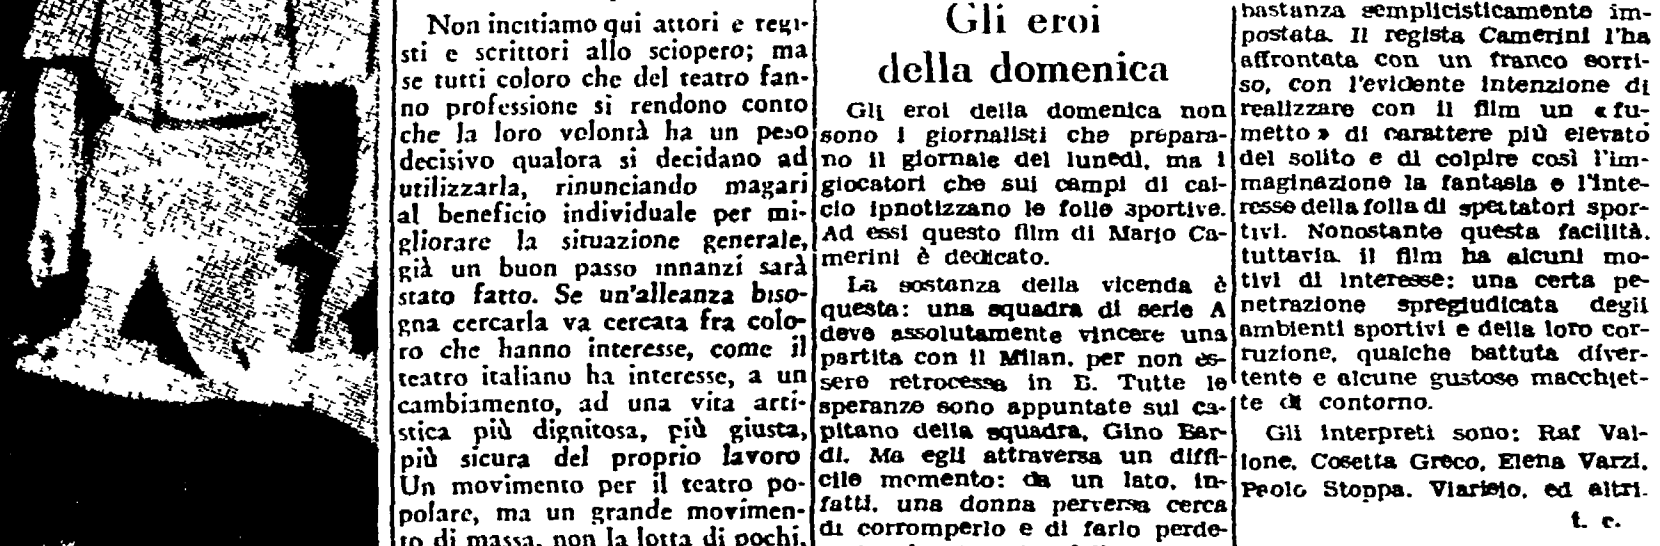 Non incitiamo qui attori e regi-
sti e scrittori allo sciopero; ma
se tutti coloro che del teatro fan-
no professione si rendono conto
che la loro volontà ha un peso
decisivo qualora si decidano ad
utilizzarla, rinunciando magari
al beneficio individuale per mi-
gliorare la situazione generale,
già un buon passo innanzi sarà
stato fatto. Se un'alleanza biso-
gna cercarla va cercata fra colo-
ro che hanno interesse, come il
teatro italiano ha interesse, a un
cambiamento, ad una vita arti-
stica più dignitosa, più giusta,
più sicura del proprio lavoro
Un movimento per il teatro po-
polare, ma un grande movimen-
to di massa, non la lotta di pochi,
Gli eroi
della domenica
Gli eroi della domenica non
sono i giornalisti che prepara-
no il giornale del lunedì, ma i
giocatori che sui campi di cal-
cio ipnotizzano le folle sportive.
Ad essi questo film di Mario Ca-
merini è dedicato.
La sostanza della vicenda è
questa: una squadra di serie A
deve assolutamente vincere una
partita con il Milan, per non es-
sere retrocessa in B. Tutte le
speranze sono appuntate sul ca-
pitano della squadra, Gino Bar-
di. Ma egli attraversa un diffi-
cile momento: da un lato, in-
fatti, una donna perversa cerca
di corromperlo e di farlo perde-
bastanza semplicisticamente im-
postata. Il regista Camerini l'ha
affrontata con un franco sorri-
so, con l'evidente intenzione di
realizzare con il film un « fu-
metto » di carattere più elevato
del solito e di colpire così l'im-
maginazione la fantasia e l'inte-
resse della folla di spettatori spor-
tivi. Nonostante questa facilità,
tuttavia, il film ha alcuni mo-
tivi di interesse: una certa pe-
netrazione spregiudicata degli
ambienti sportivi e della loro cor-
ruzione, qualche battuta diver-
tente e alcune gustose macchiet-
te di contorno.
Gli interpreti sono: Raf Val-
lone, Cosetta Greco, Elena Varzi,
Paolo Stoppa, Viarisio, ed altri.
t. c.